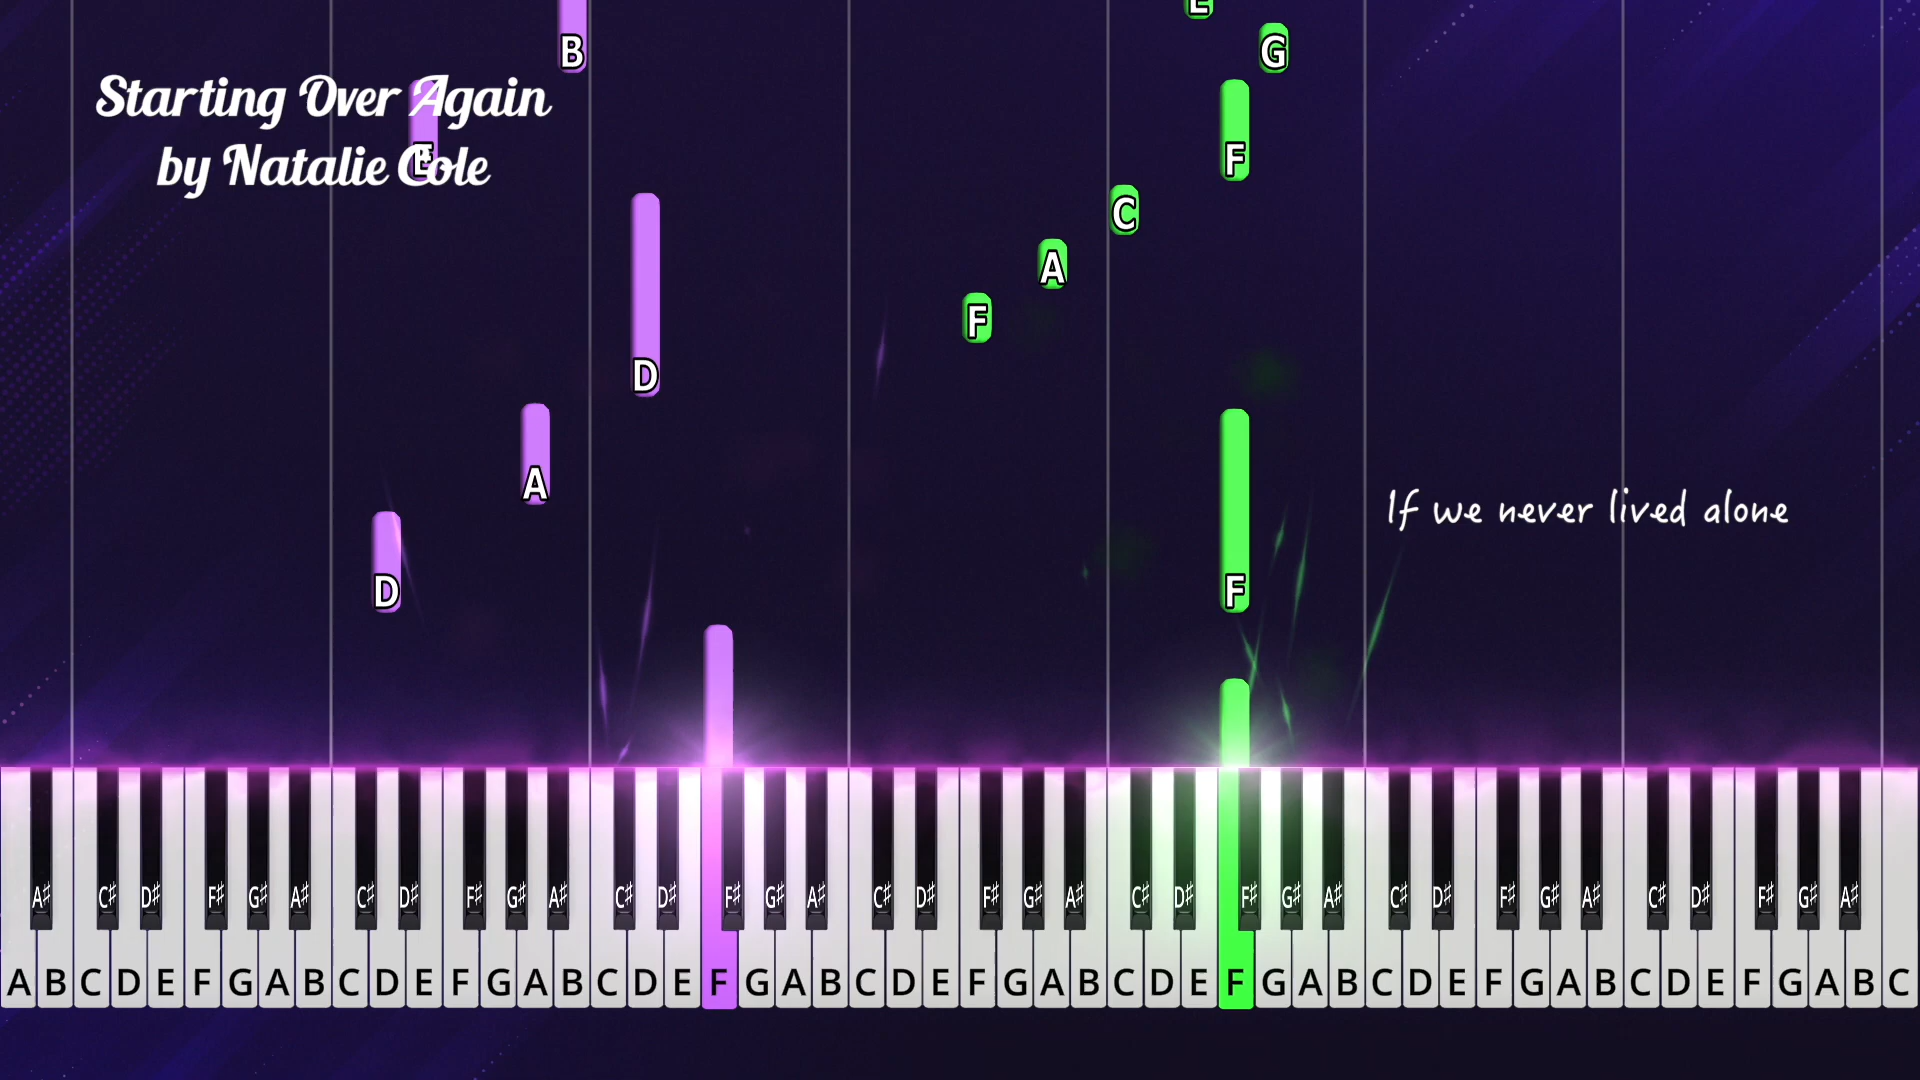 E
B
G
Starting Over Again
E
F
by Natalie Cole
C
A
F
D
A
If we never lived alone
D
F
A♯ C♯ D♯ F♯ G♯ A♯ C♯ D♯ F♯ G♯ A♯ C♯ D♯ F♯ G♯ A♯ C♯ D♯ F♯ G♯ A♯ C♯ D♯ F♯ G♯ A♯ C♯ D♯ F♯ G♯ A♯ C♯ D♯ F♯ G♯ A♯
A B C D E F G A B C D E F G A B C D E F G A B C D E F G A B C D E F G A B C D E F G A B C D E F G A B C